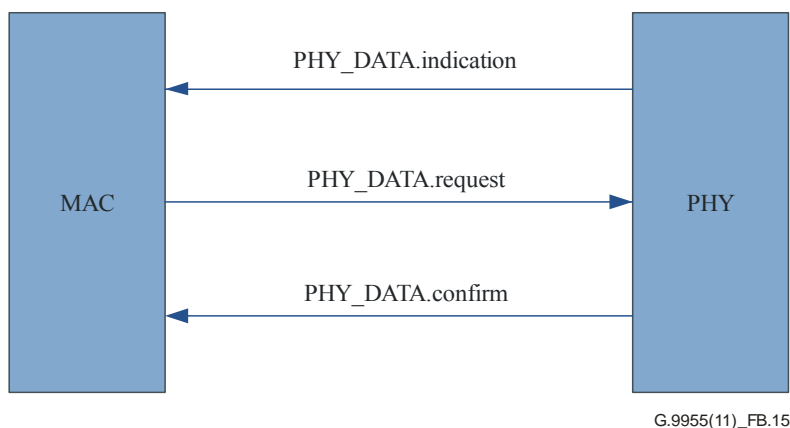 PHY_DATA.indication
PHY_DATA.request
MAC
PHY
PHY_DATA.confirm
G.9955(11)_FB.15